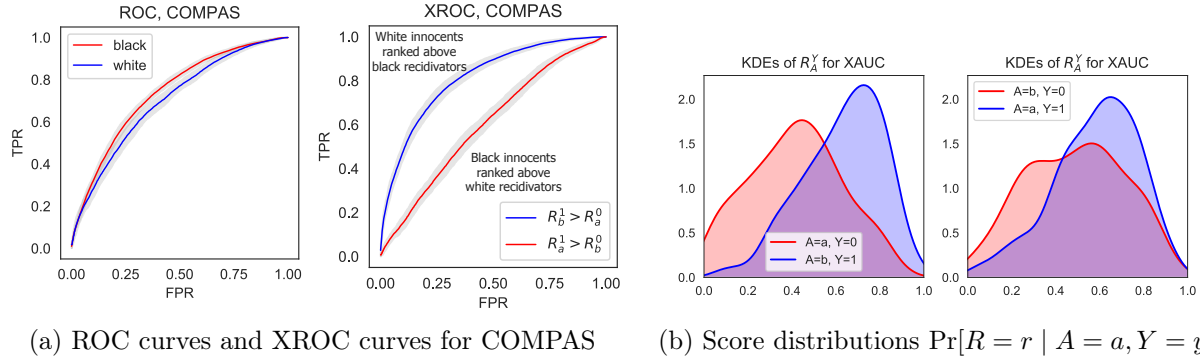 ROC, COMPAS
TPR
1.0
0.8
0.6
0.4
0.2
0.0
black
white
0.00 0.25 0.50 0.75 1.00
FPR
XROC, COMPAS
TPR
1.0
0.8
0.6
0.4
0.2
0.0
White innocents
ranked above
black recidivators
Black innocents
ranked above
white recidivators
R_b^1 > R_a^0
R_a^1 > R_b^0
0.00 0.25 0.50 0.75 1.00
FPR
(a) ROC curves and XROC curves for COMPAS
KDEs of R_A^Y for XAUC
2.0
1.5
1.0
0.5
0.0
A=a, Y=0
A=b, Y=1
0.0 0.2 0.4 0.6 0.8 1.0
KDEs of R_A^Y for XAUC
A=b, Y=0
A=a, Y=1
2.0
1.5
1.0
0.5
0.0
0.0 0.2 0.4 0.6 0.8 1.0
(b) Score distributions Pr[R = r | A = a, Y =